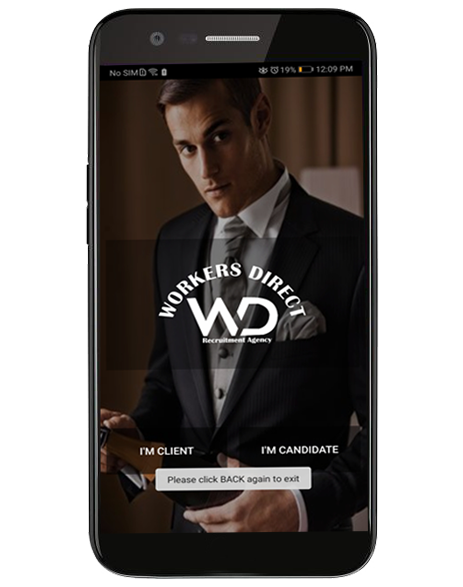 No SIM 19% 12:09 PM
WORKERS DIRECT
WD
Recruitment Agency
I'M CLIENT I'M CANDIDATE
Please click BACK again to exit